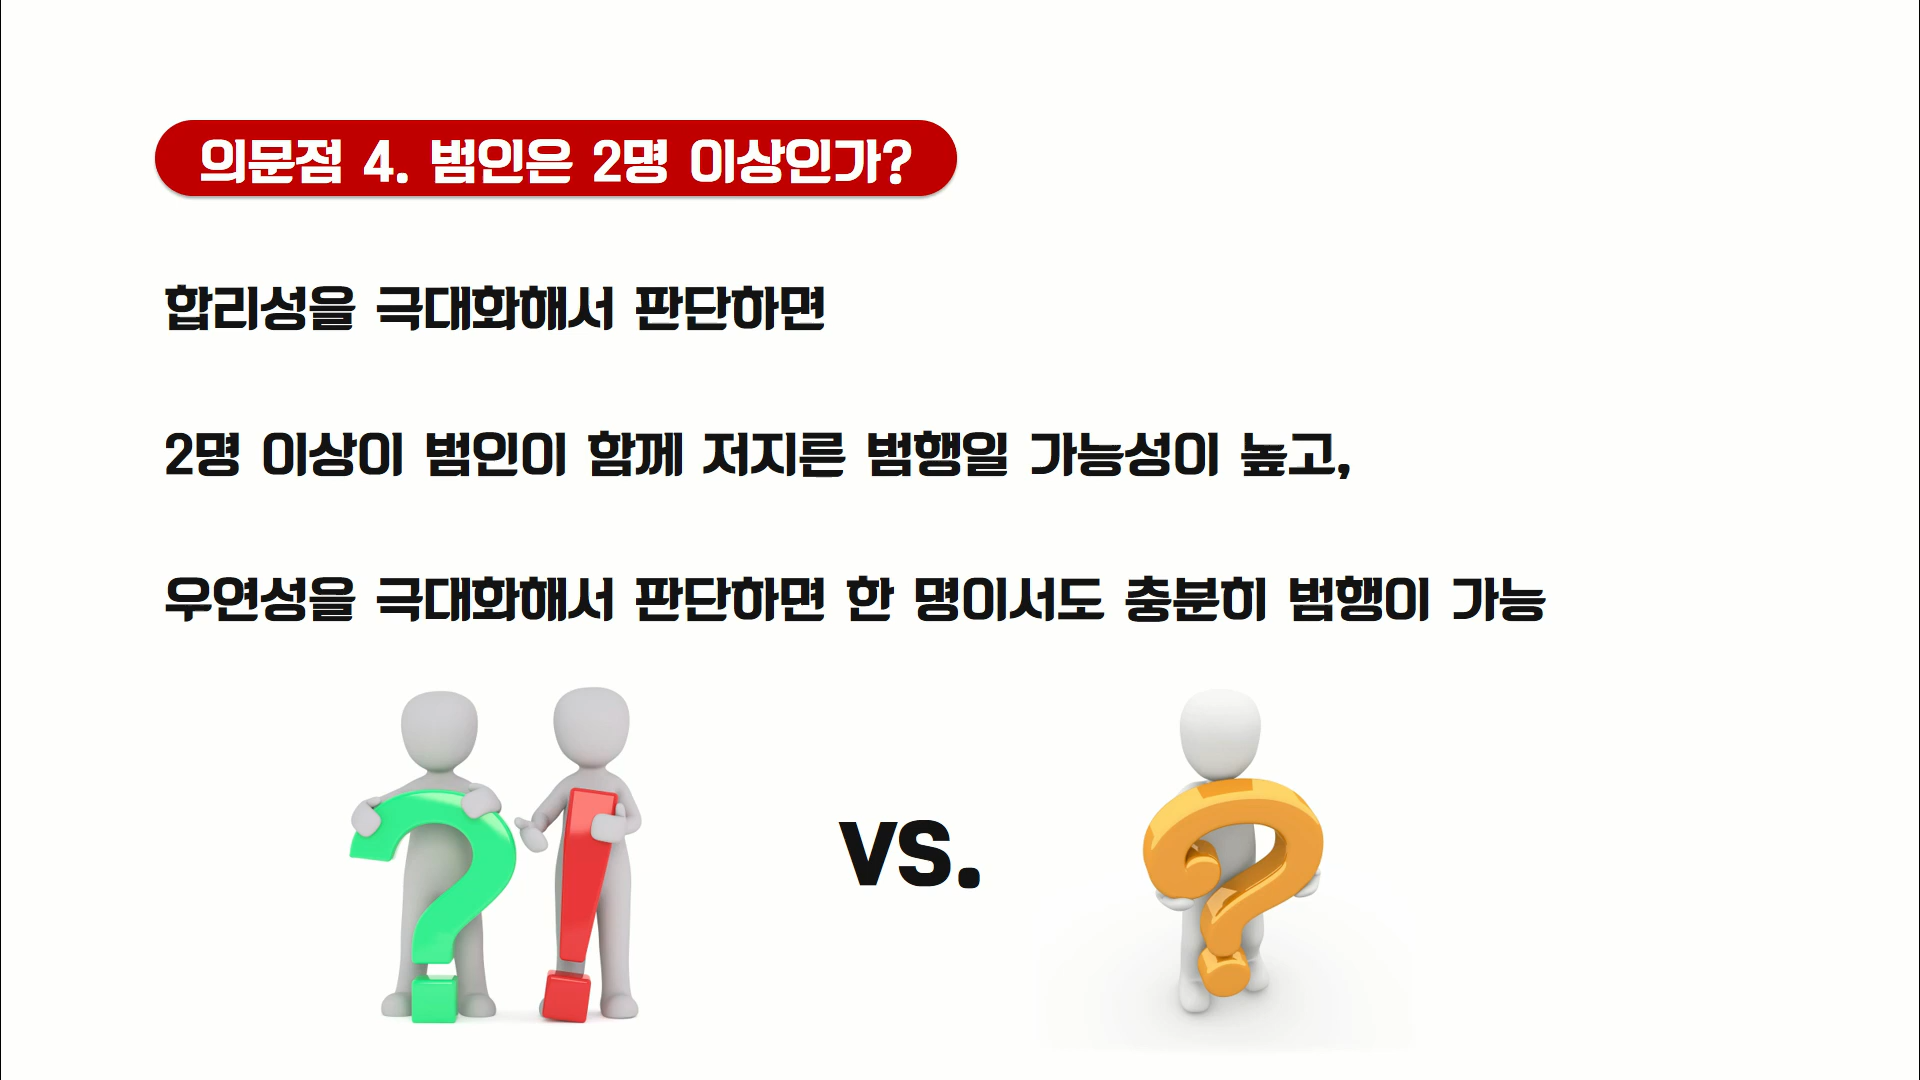 의문점 4. 범인은 2명 이상인가?
합리성을 극대화해서 판단하면
2명 이상이 범인이 함께 저지른 범행일 가능성이 높고,
우연성을 극대화해서 판단하면 한 명이서도 충분히 범행이 가능
VS.